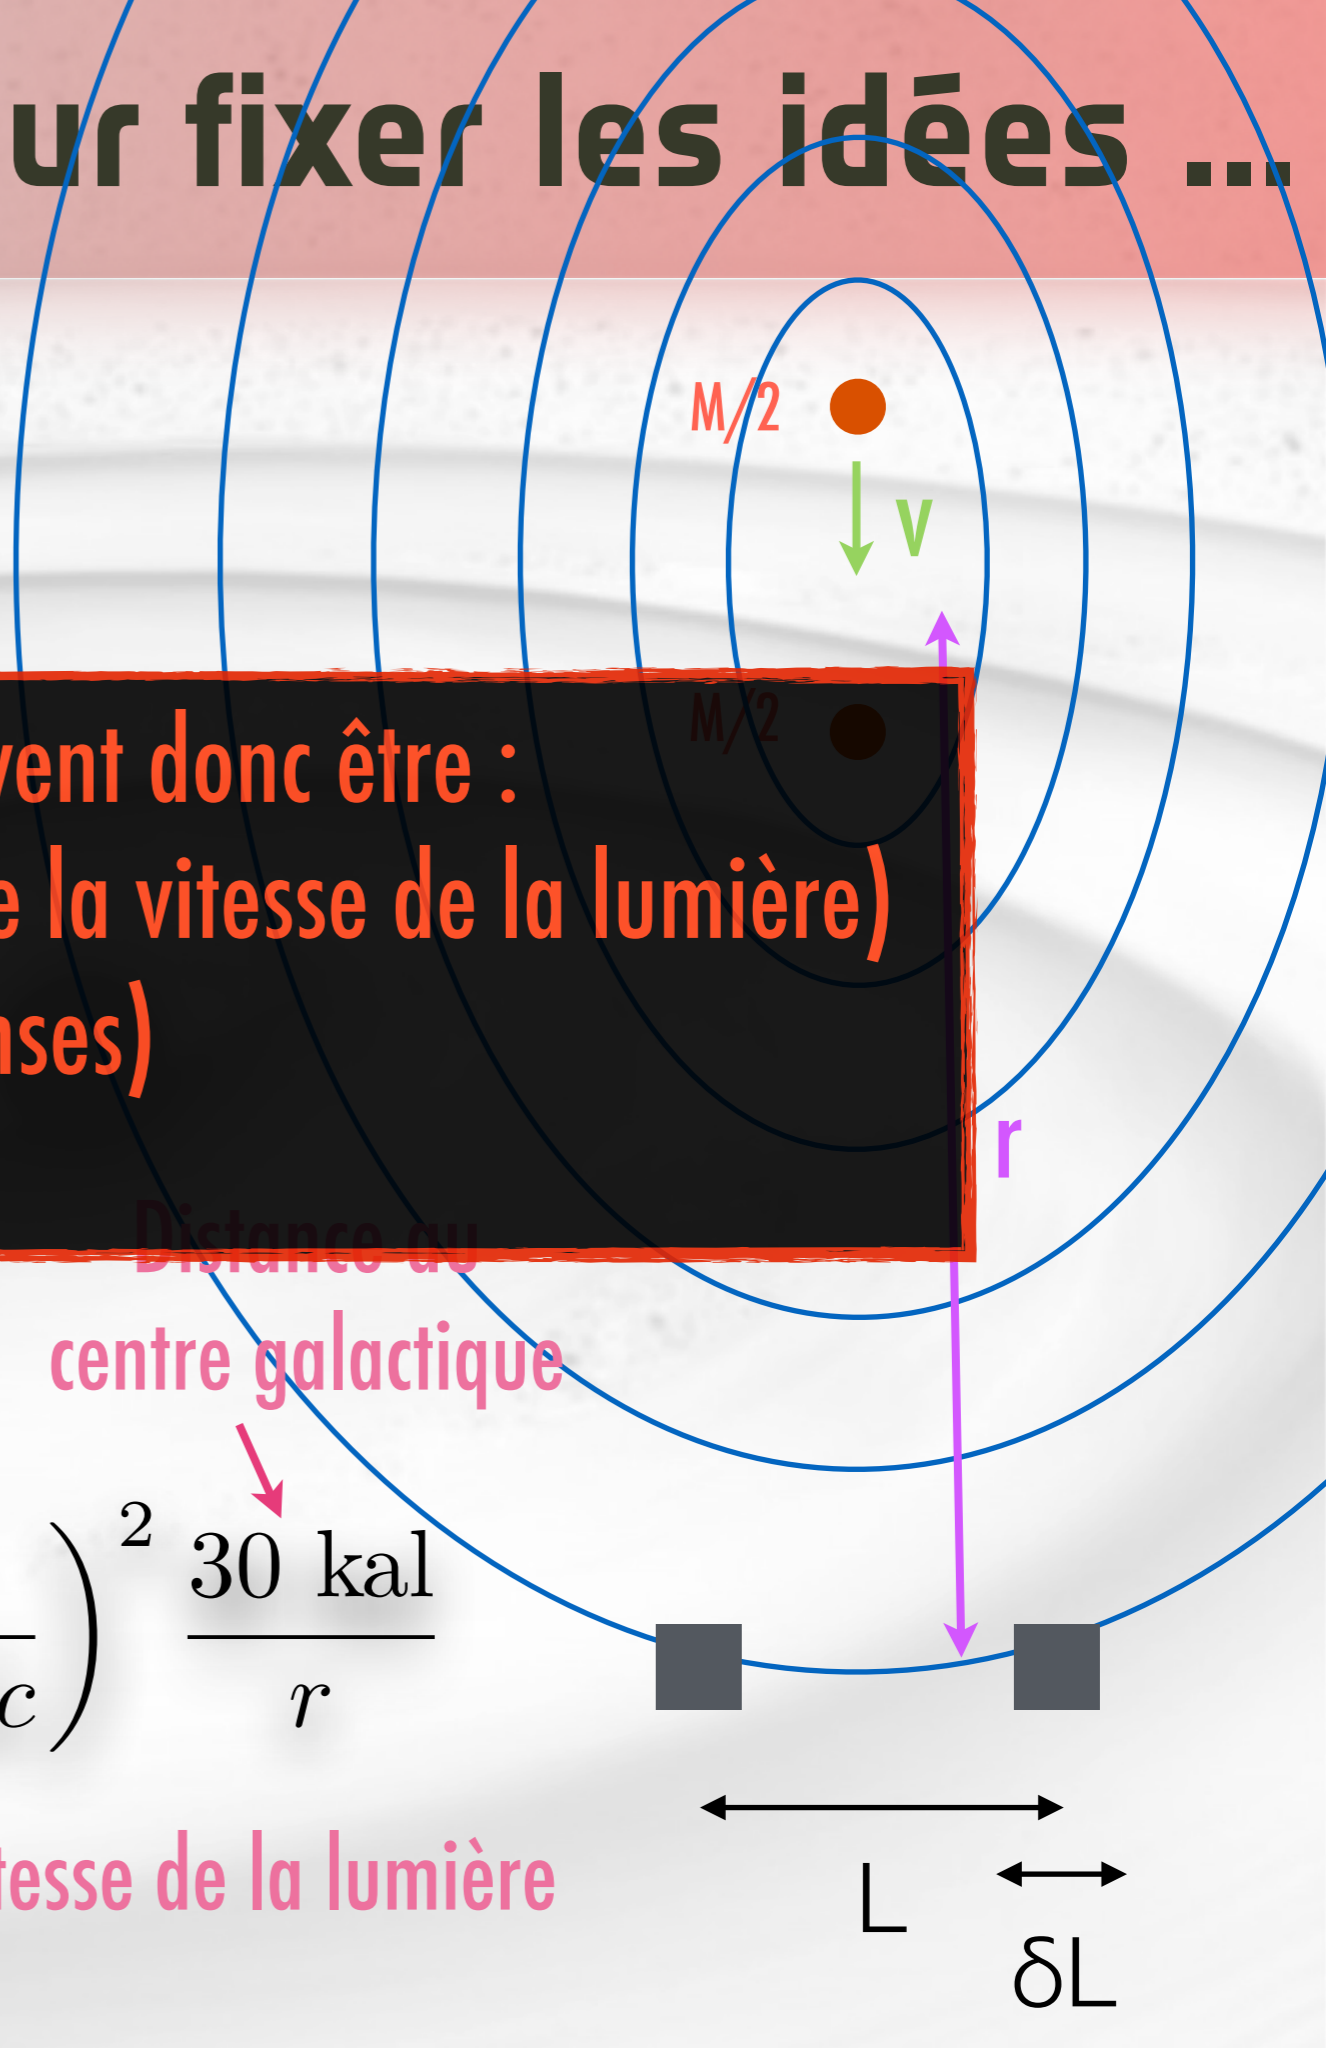 ur fixer les idées ...
M/2
v
M/2
vent donc être :
e la vitesse de la lumière)
nses)
r
Distance au
centre galactique
2
30 kal
c) r
tesse de la lumière
L
δL